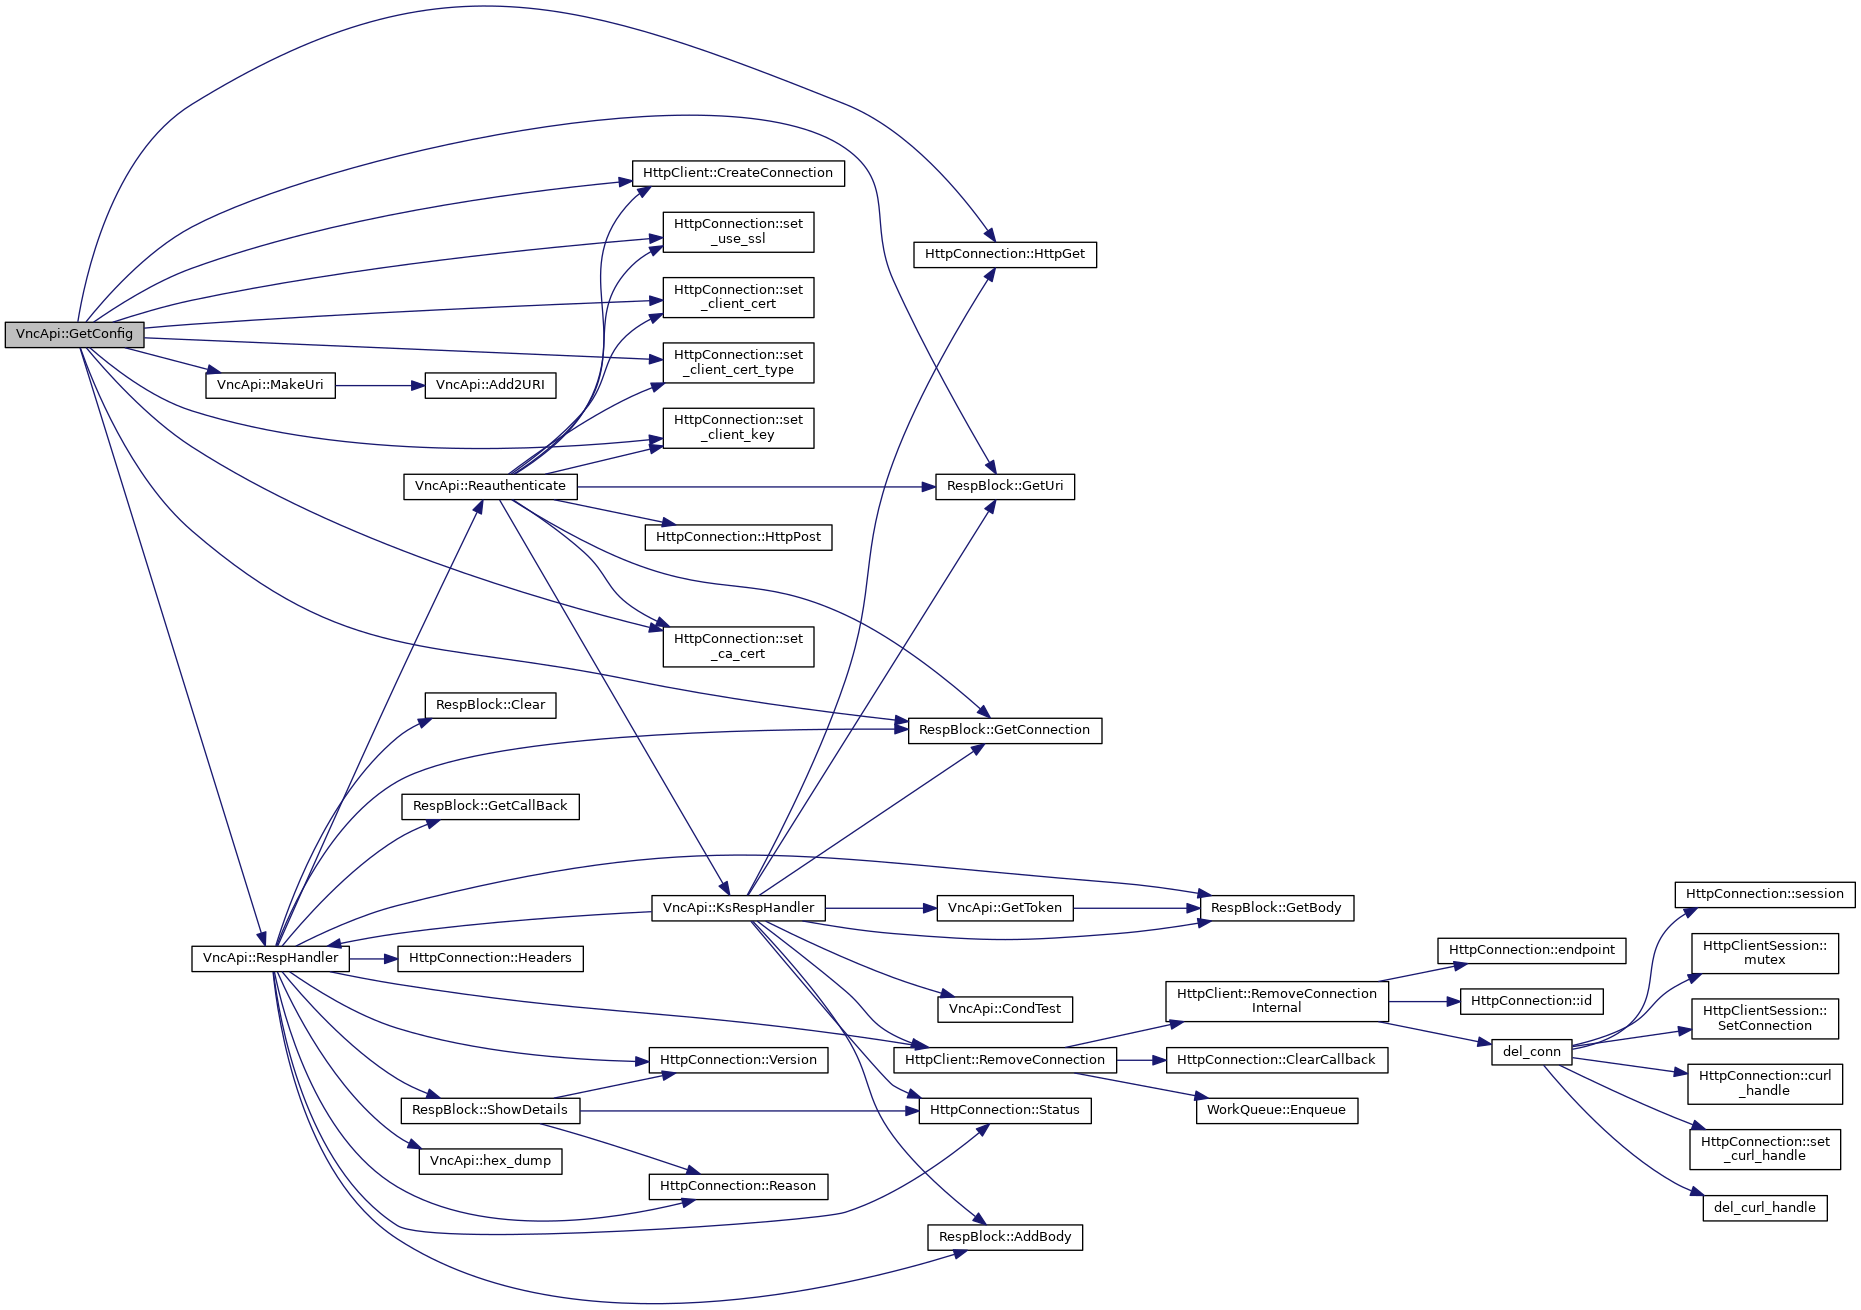 HttpClient::CreateConnection
HttpConnection::set
_use_ssl
HttpConnection::HttpGet
HttpConnection::set
_client_cert
VncApi::GetConfig
HttpConnection::set
_client_cert_type
VncApi::MakeUri
VncApi::Add2URI
HttpConnection::set
_client_key
VncApi::Reauthenticate
RespBlock::GetUri
HttpConnection::HttpPost
HttpConnection::set
_ca_cert
RespBlock::Clear
RespBlock::GetConnection
RespBlock::GetCallBack
VncApi::KsRespHandler
VncApi::GetToken
RespBlock::GetBody
HttpConnection::session
VncApi::RespHandler
HttpConnection::Headers
HttpConnection::endpoint
HttpClientSession::
mutex
HttpClient::RemoveConnection
Internal
HttpConnection::id
VncApi::CondTest
HttpClientSession::
SetConnection
HttpConnection::Version
HttpClient::RemoveConnection
HttpConnection::ClearCallback
del_conn
HttpConnection::curl
_handle
RespBlock::ShowDetails
HttpConnection::Status
WorkQueue::Enqueue
HttpConnection::set
_curl_handle
VncApi::hex_dump
HttpConnection::Reason
del_curl_handle
RespBlock::AddBody